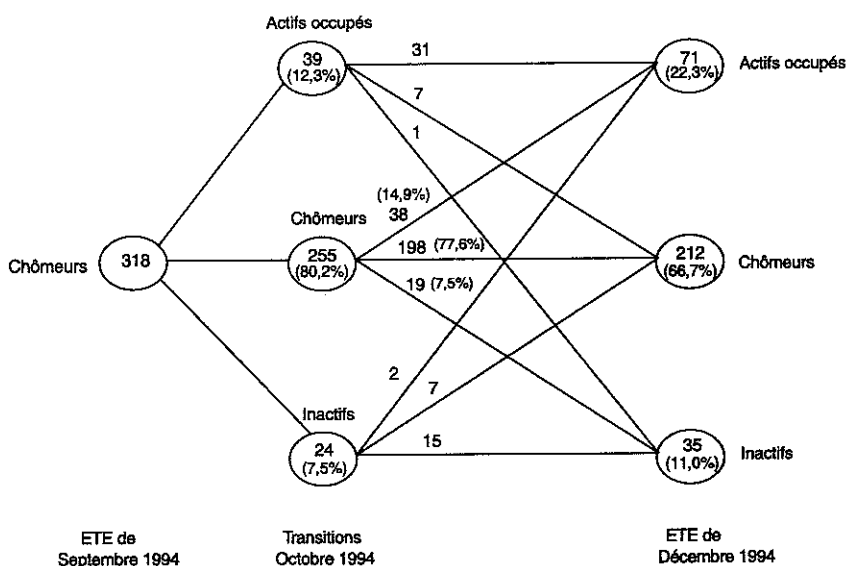 Actifs occupés
39
(12,3%)
31
7
1
71
(22,3%)
Actifs occupés
Chômeurs
318
Chômeurs
255
(80,2%)
(14,9%)
38
198 (77,6%)
19 (7,5%)
212
(66,7%)
Chômeurs
Inactifs
24
(7,5%)
2
7
15
35
(11,0%)
Inactifs
ETE de
Septembre 1994
Transitions
Octobre 1994
ETE de
Décembre 1994